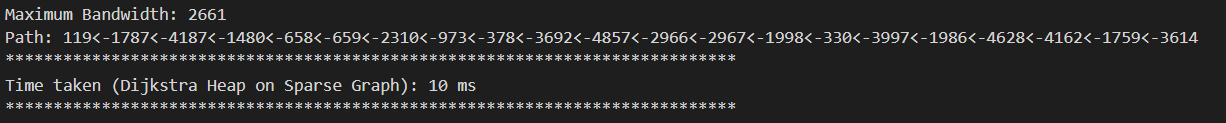 Maximum Bandwidth: 2661
Path: 119<-1787<-4187<-1480<-658<-659<-2310<-973<-378<-3692<-4857<-2966<-2967<-1998<-330<-3997<-1986<-4628<-4162<-1759<-3614
****************************************************************************
Time taken (Dijkstra Heap on Sparse Graph): 10 ms
****************************************************************************